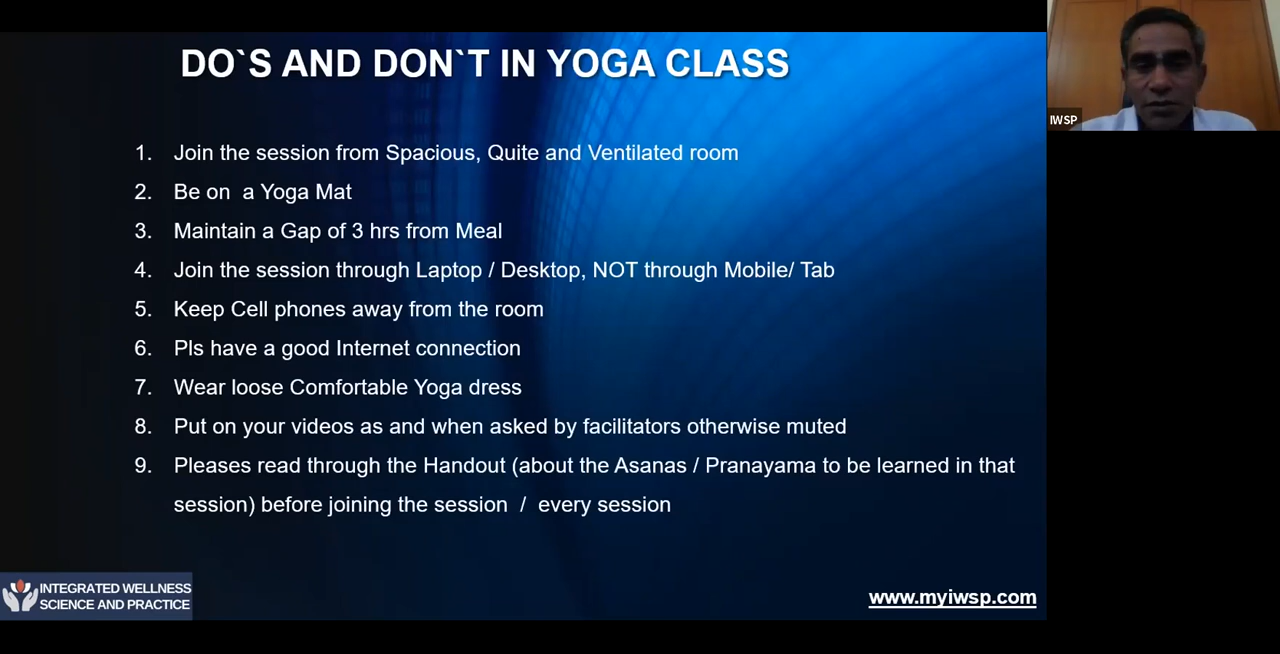 DO`S AND DON`T IN YOGA CLASS
IWSP
1. Join the session from Spacious, Quite and Ventilated room
2. Be on  a Yoga Mat
3. Maintain a Gap of 3 hrs from Meal
4. Join the session through Laptop / Desktop, NOT through Mobile/ Tab
5. Keep Cell phones away from the room
6. Pls have a good Internet connection
7. Wear loose Comfortable Yoga dress
8. Put on your videos as and when asked by facilitators otherwise muted
9. Pleases read through the Handout (about the Asanas / Pranayama to be learned in that
session) before joining the session  /  every session
INTEGRATED WELLNESS
SCIENCE AND PRACTICE
www.myiwsp.com